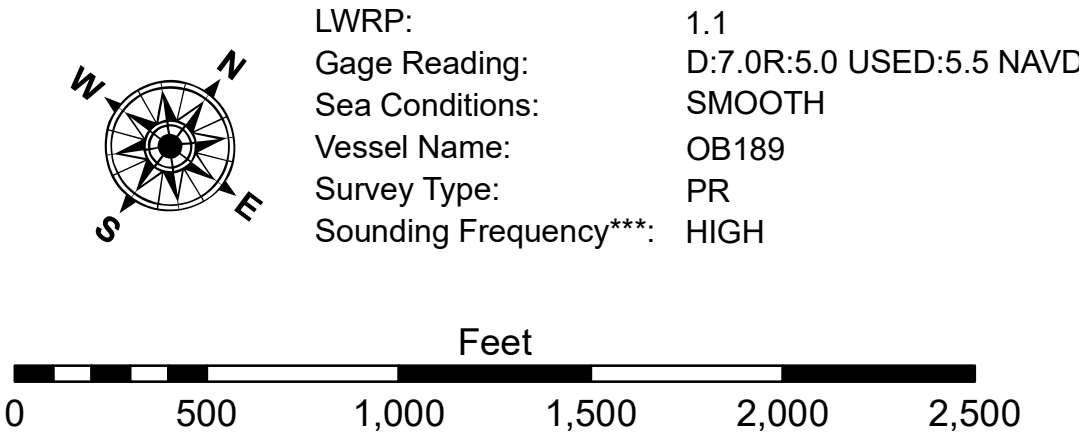 N
W
E
S
LWRP: 1.1
Gage Reading: D:7.0R:5.0 USED:5.5 NAVD
Sea Conditions: SMOOTH
Vessel Name: OB189
Survey Type: PR
Sounding Frequency***: HIGH
Feet
0 500 1,000 1,500 2,000 2,500